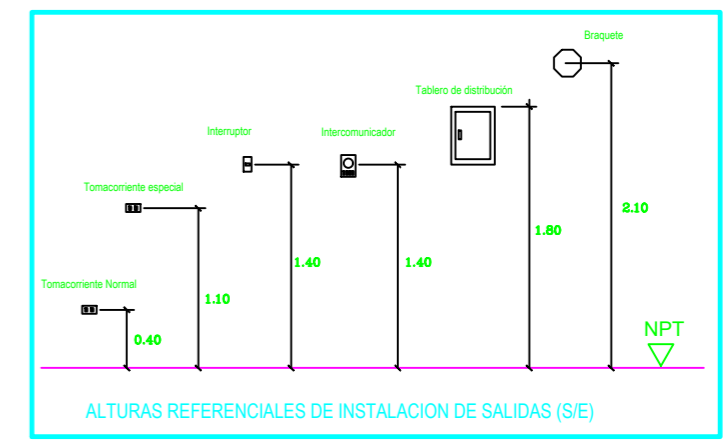 Braquete
Tablero de distribución
Interruptor
Intercomunicador
Tomacorriente especial
2.10
1.80
1.40
1.40
Tomacorriente Normal
1.10
0.40
NPT
ALTURAS REFERENCIALES DE INSTALACION DE SALIDAS (S/E)